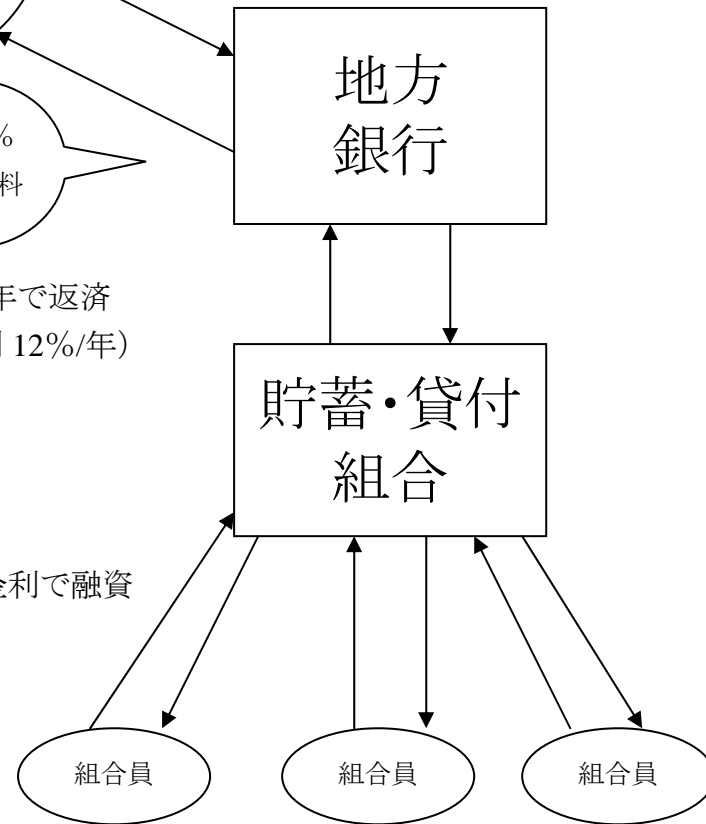 地方
銀行
%
料
年で返済
12%/年）
貯蓄・貸付
組合
金利で融資
組合員
組合員
組合員